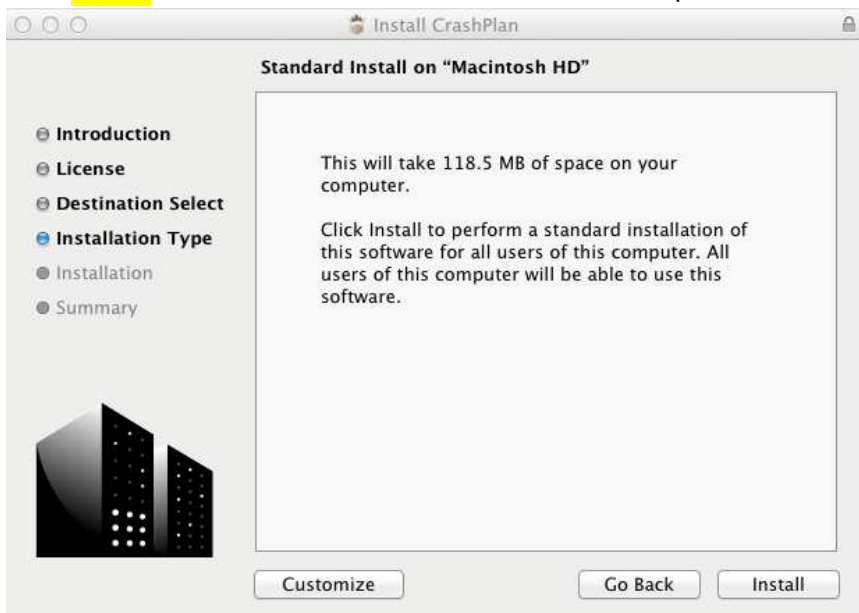 Install CrashPlan
Standard Install on “Macintosh HD”
Introduction
License
Destination Select
Installation Type
Installation
Summary
This will take 118.5 MB of space on your
computer.
Click Install to perform a standard installation of
this software for all users of this computer. All
users of this computer will be able to use this
software.
Customize
Go Back
Install